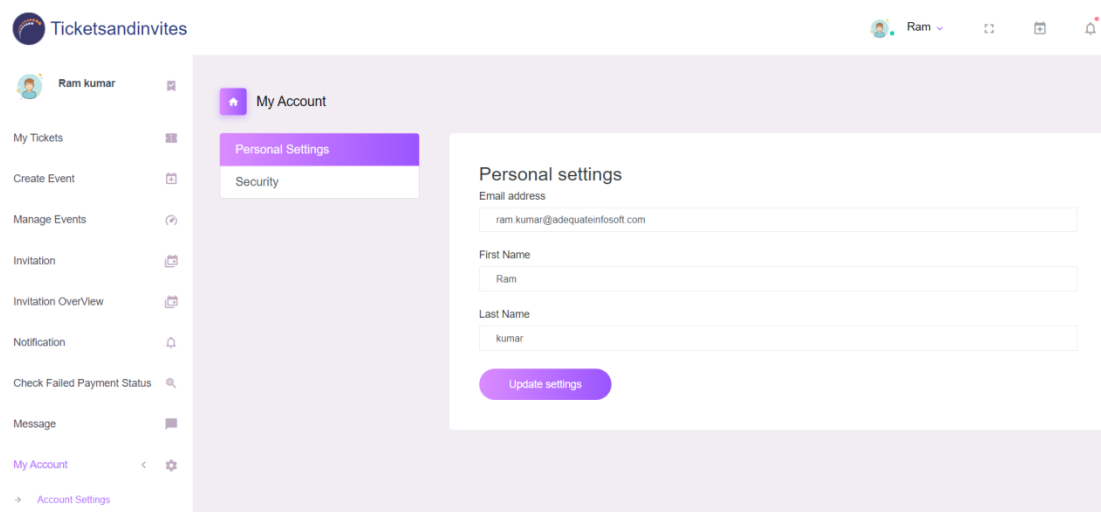 Ticketsandinvites
Ram
Ram kumar
My Tickets
Create Event
Manage Events
Invitation
Invitation OverView
Notification
Check Failed Payment Status
Message
My Account
Account Settings
My Account
Personal Settings
Security
Personal settings
Email address
ram.kumar@adequateinfosoft.com
First Name
Ram
Last Name
kumar
Update settings